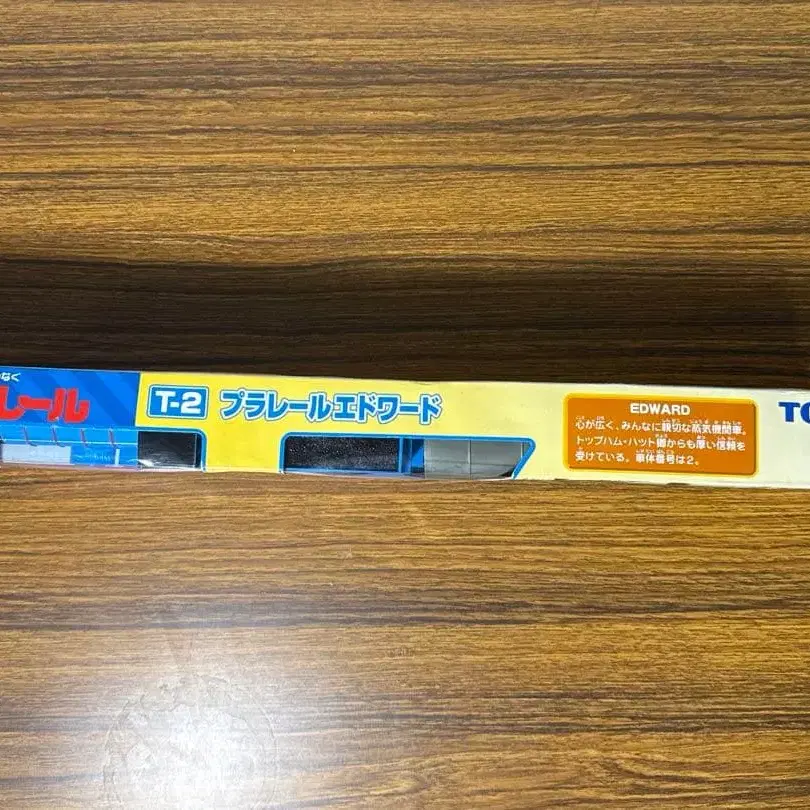 なぐ
レール
T-2 プラレールエドワード
EDWARD
心が広く、みんなに親切な蒸気機関車。
トップハム・ハット卿からも厚い信頼を
受けている。車体番号は2。
TO